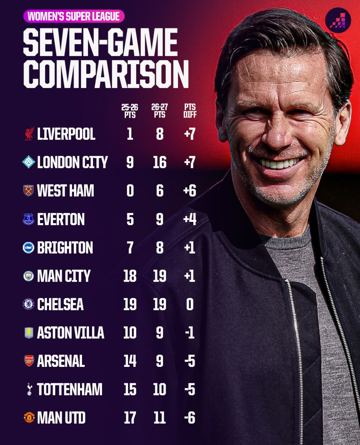 WOMEN'S SUPER LEAGUE
SEVEN-GAME
COMPARISON
25-26 PTS 26-27 PTS PTS DIFF
LIVERPOOL 1 8 +7
LONDON CITY 9 16 +7
WEST HAM 0 6 +6
EVERTON 5 9 +4
BRIGHTON 7 8 +1
MAN CITY 18 19 +1
CHELSEA 19 19 0
ASTON VILLA 10 9 -1
ARSENAL 14 9 -5
TOTTENHAM 15 10 -5
MAN UTD 17 11 -6